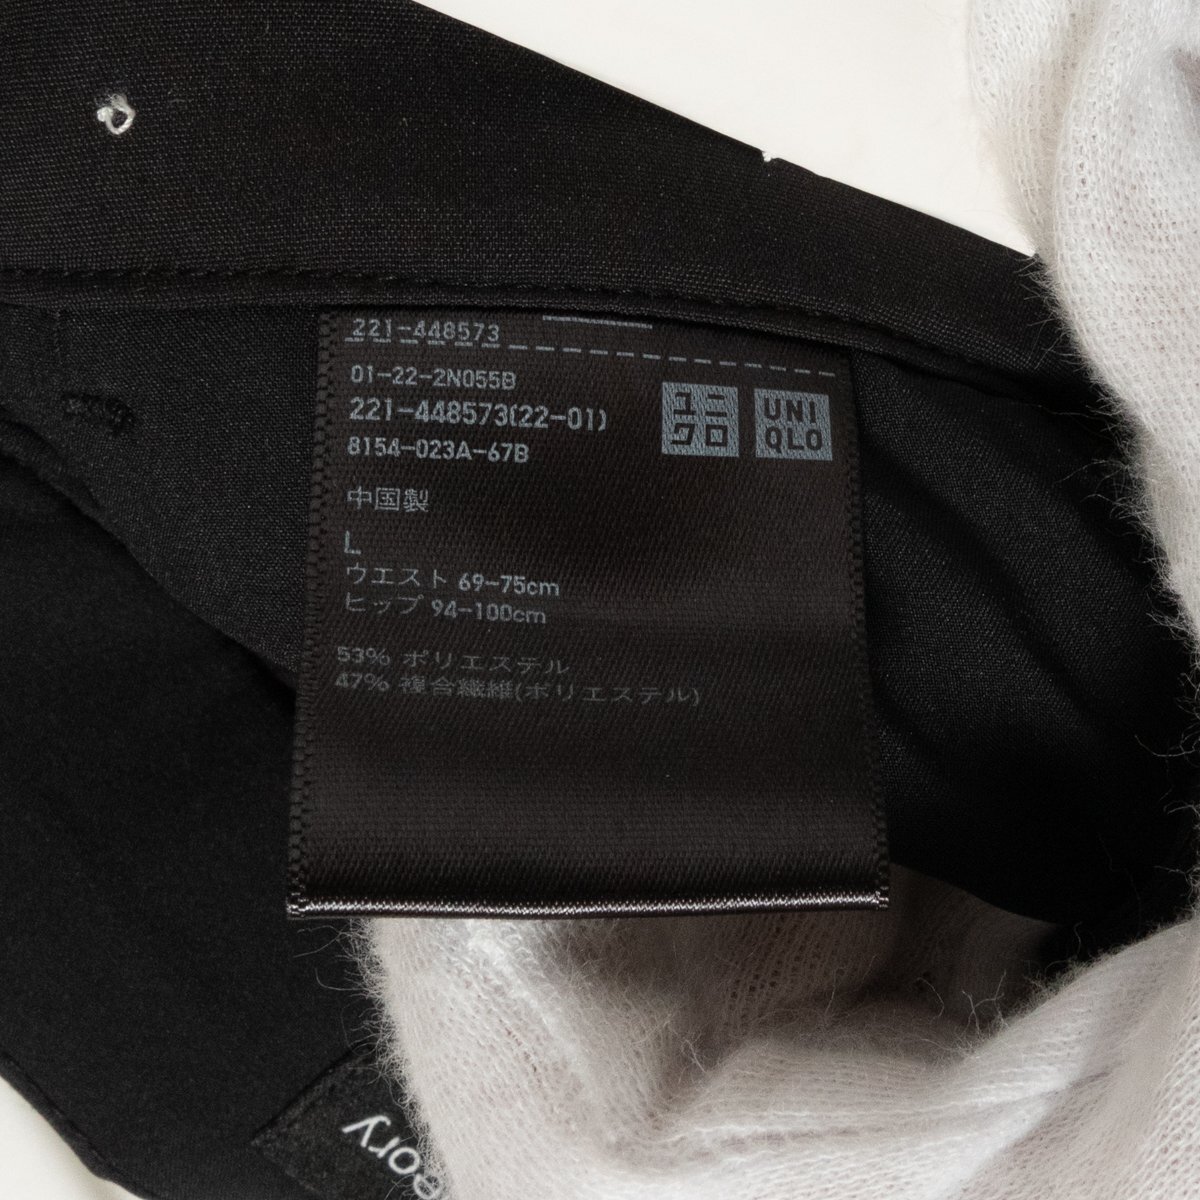 221-448573
01-22-2N055B
221-448573(22-01)
8154-023A-67B
ユニクロ
UNIQLO
中国製
L
ウエスト 69-75cm
ヒップ 94-100cm
53% ポリエステル
47% 複合繊維(ポリエステル)
eory